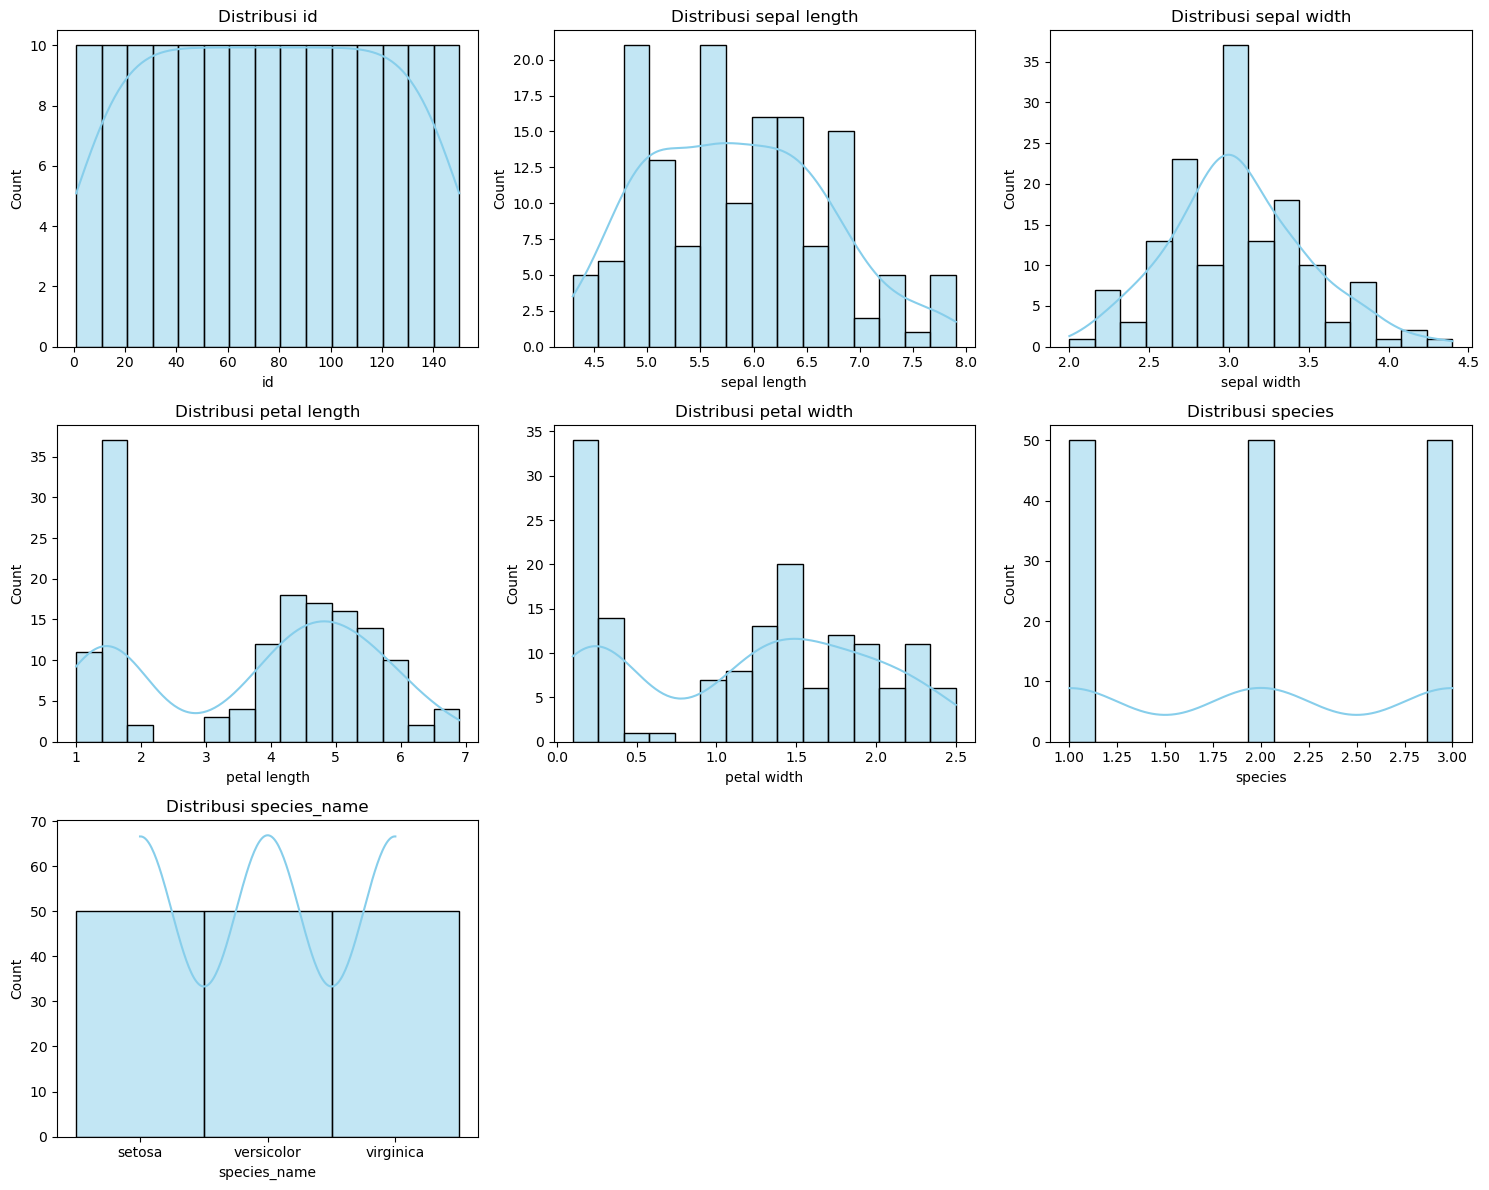 Distribusi id
10
8
6
4
2
0
Count
0 20 40 60 80 100 120 140
id
Distribusi sepal length
20.0
17.5
15.0
12.5
10.0
7.5
5.0
2.5
0.0
Count
4.5 5.0 5.5 6.0 6.5 7.0 7.5 8.0
sepal length
Distribusi sepal width
35
30
25
20
15
10
5
0
Count
2.0 2.5 3.0 3.5 4.0 4.5
sepal width
Distribusi petal length
35
30
25
20
15
10
5
0
Count
1 2 3 4 5 6 7
petal length
Distribusi petal width
35
30
25
20
15
10
5
0
Count
0.0 0.5 1.0 1.5 2.0 2.5
petal width
Distribusi species
50
40
30
20
10
0
Count
1.00 1.25 1.50 1.75 2.00 2.25 2.50 2.75 3.00
species
Distribusi species_name
70
60
50
40
30
20
10
0
Count
setosa versicolor virginica
species_name